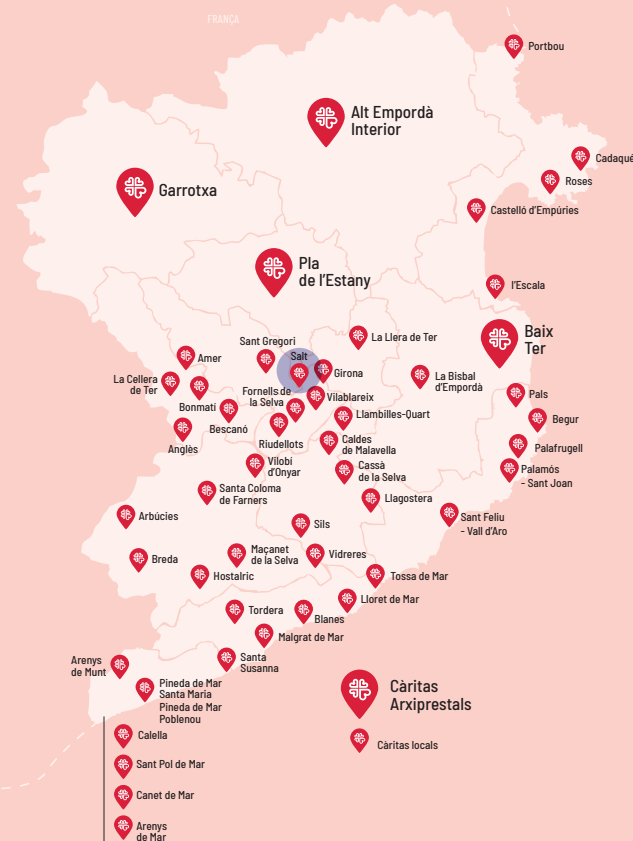 FRANÇA
Portbou
Alt Empordà
Interior
Cadaqué
Roses
Garrotxa
Castelló d'Empúries
Pla
de l'Estany
l'Escala
Baix
Ter
La Llera de Ter
Sant Gregori
Salt
Amer
Girona
La Cellera
de Ter
La Bisbal
d'Empordà
Fornells de
la Selva
Vilablareix
Pals
Bonmatí
Llambilles-Quart
Begur
Bescanó
Anglès
Riudellots
Caldes
de Malavella
Palafrugell
Vilobí
d'Onyar
Cassà
de la Selva
Palamós
- Sant Joan
Santa Coloma
de Farners
Llagostera
Arbúcies
Sils
Sant Feliu
- Vall d'Aro
Maçanet
de la Selva
Vidreres
Breda
Hostalric
Tossa de Mar
Lloret de Mar
Tordera
Blanes
Malgrat de Mar
Santa
Susanna
Arenys
de Munt
Pineda de Mar
Santa Maria
Pineda de Mar
Poblenou
Càritas
Arxiprestals
Calella
Càritas locals
Sant Pol de Mar
Canet de Mar
Arenys
de Mar